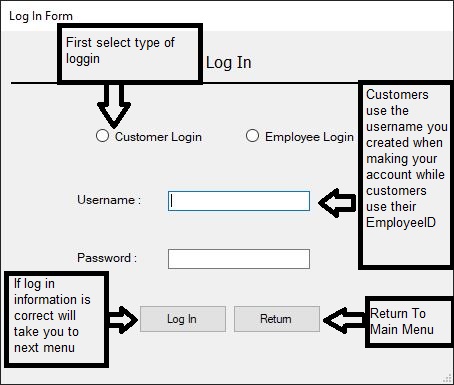 Log In Form
First select type of
loggin
Log In
Customer Login
Employee Login
Customers
use the
username you
created when
making your
account while
customers
use their
EmployeeID
Username :
Password :
If log in
information is
correct will
take you to
next menu
Log In
Return
Return To
Main Menu